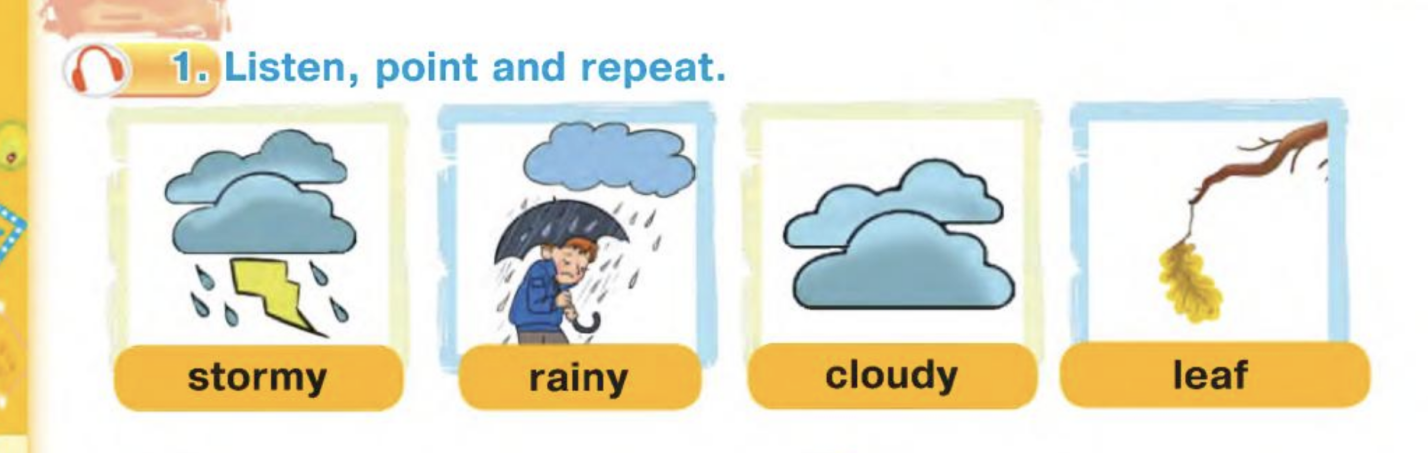 1. Listen, point and repeat.
stormy rainy cloudy leaf